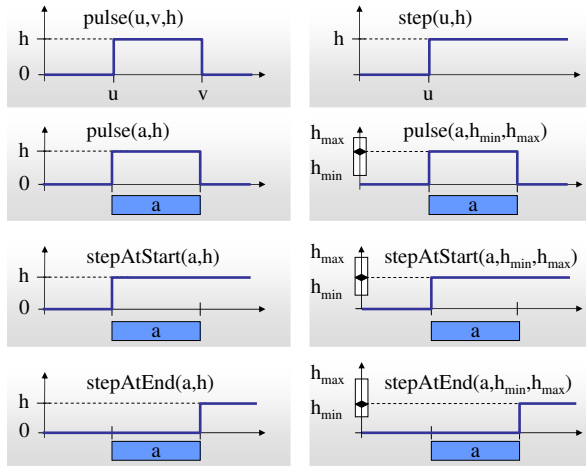 pulse(u,v,h)
h
0
u
v
step(u,h)
h
u
pulse(a,h)
h
0
a
pulse(a,hmin,hmax)
hmax
hmin
a
stepAtStart(a,h)
h
0
a
stepAtStart(a,hmin,hmax)
hmax
hmin
a
stepAtEnd(a,h)
h
0
a
stepAtEnd(a,hmin,hmax)
hmax
hmin
a